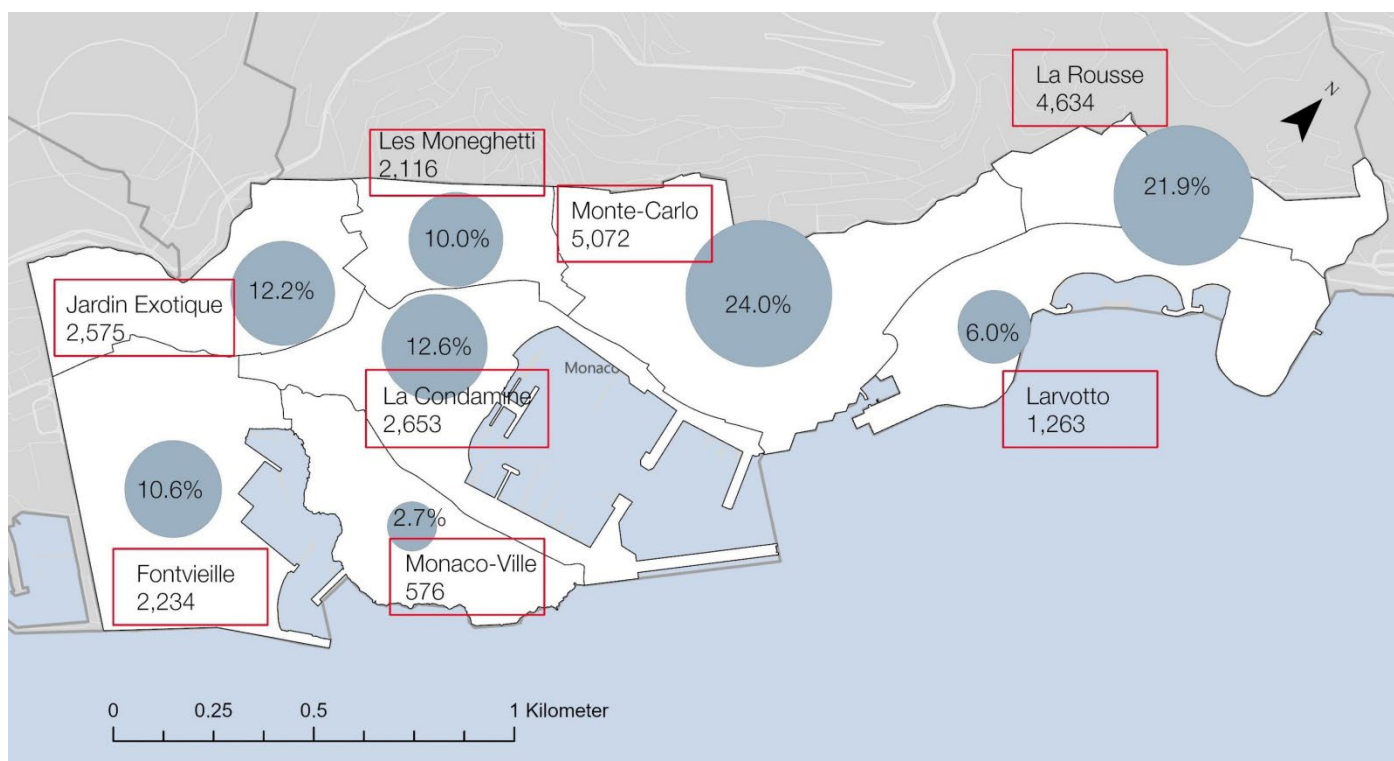 La Rousse
4,634
N
21.9%
Les Moneghetti
2,116
10.0%
Monte-Carlo
5,072
24.0%
Jardin Exotique
2,575
12.2%
12.6%
La Condamine
2,653
Monaco
6.0%
Larvotto
1,263
10.6%
Fontvieille
2,234
2.7%
Monaco-Ville
576
0 0.25 0.5 1 Kilometer